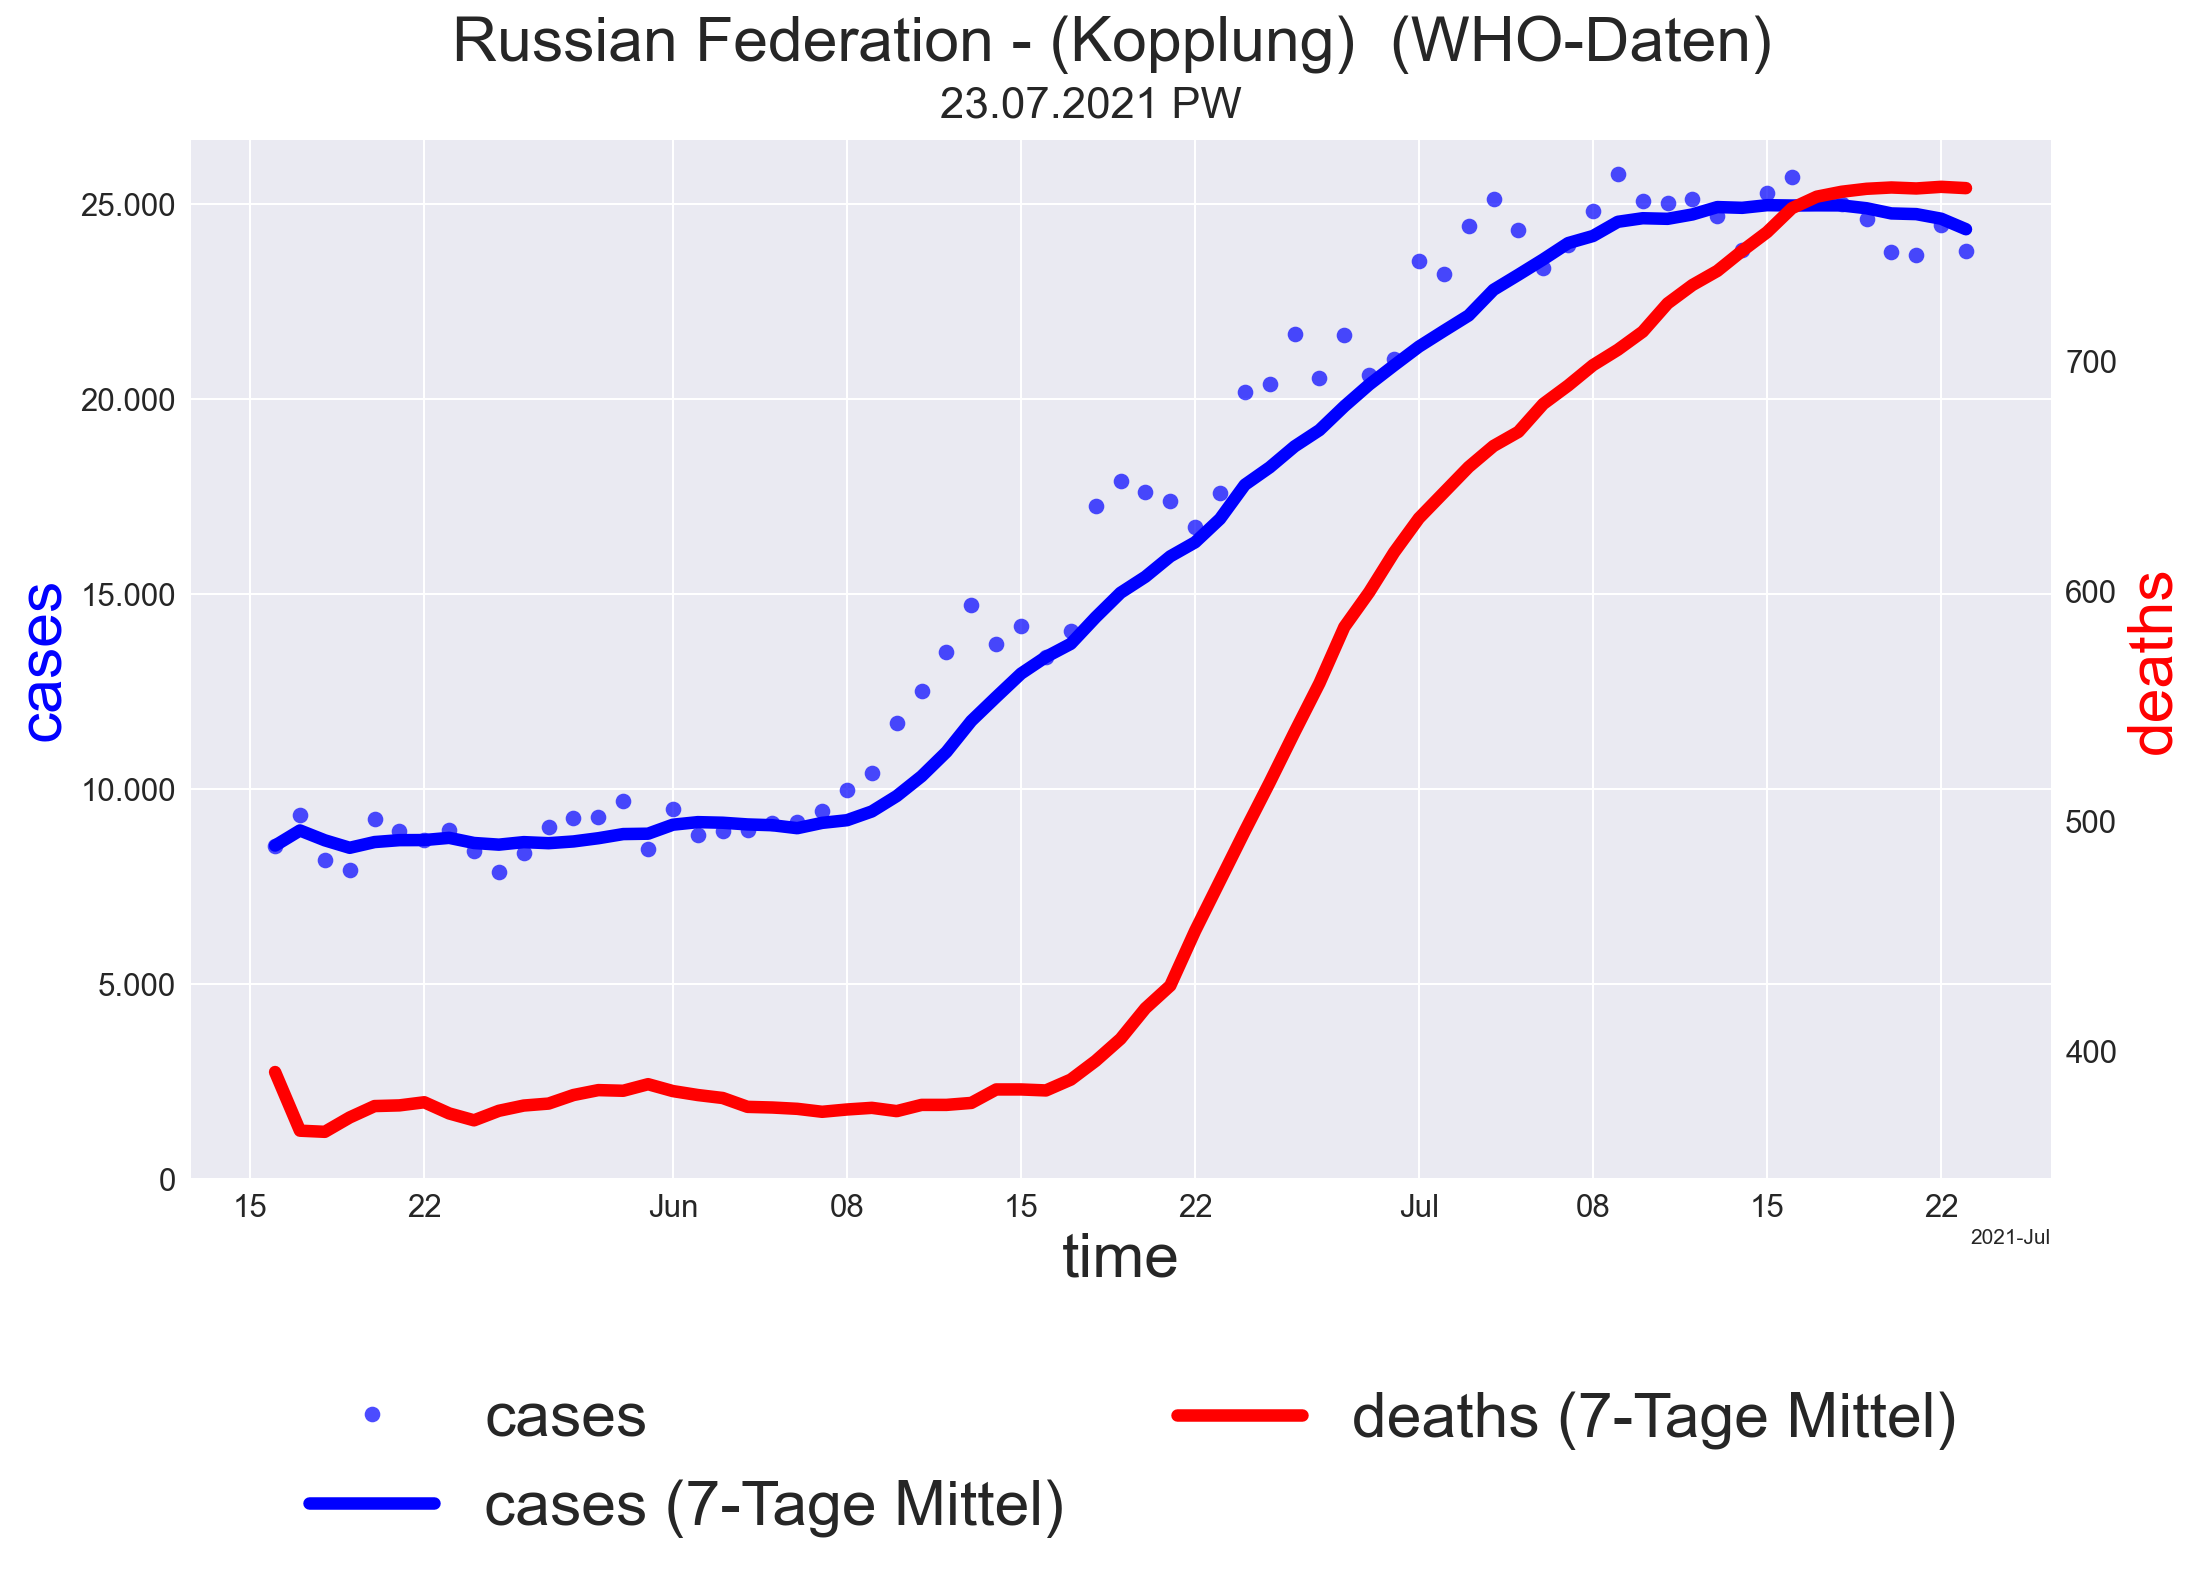 Russian Federation - (Kopplung)  (WHO-Daten)
23.07.2021 PW
cases
25.000
20.000
15.000
10.000
5.000
0
700
600
500
400
deaths
15 22 Jun 08 15 22 Jul 08 15 22
2021-Jul
time
cases
cases (7-Tage Mittel)
deaths (7-Tage Mittel)